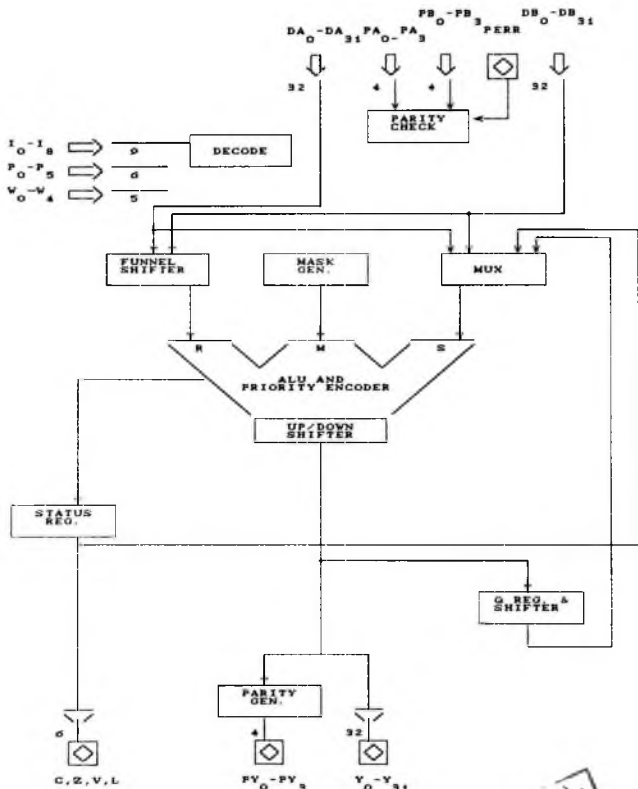 DA₀-DA₃₁ PA₀-PA₃ PB₀-PB₃ PERR DB₀-DB₃₁
32 4 4 32
PARITY CHECK
I₀-I₈ 9 DECODE
P₀-P₅ 6
W₀-W₄ 5
FUNNEL SHIFTER
MASK GEN.
MUX
R M S
ALU AND
PRIORITY ENCODER
UP/DOWN
SHIFTER
STATUS
REG.
Q REG. &
SHIFTER
PARITY
GEN.
6 4 32
C,Z,V,L PY₀-PY₃ Y₀-Y₃₁